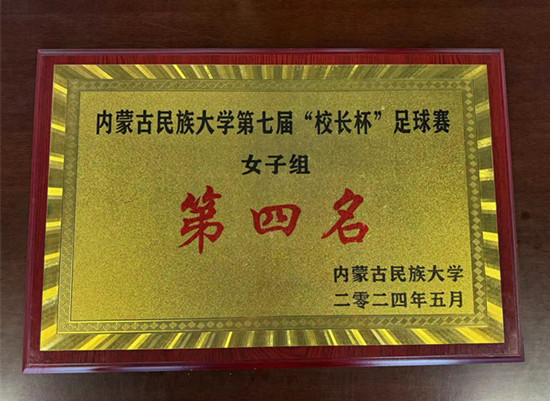 内蒙古民族大学第七届“校长杯”足球赛
女子组
第四名
内蒙古民族大学
二零二四年五月